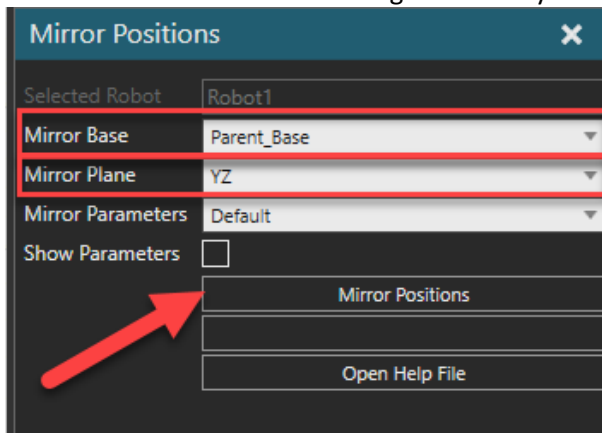 Mirror Positions
Selected Robot Robot1
Mirror Base Parent_Base
Mirror Plane YZ
Mirror Parameters Default
Show Parameters
Mirror Positions
Open Help File